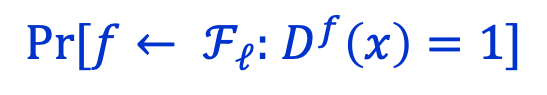 Pr[f ← ℱ_ℓ: D^f(x) = 1]